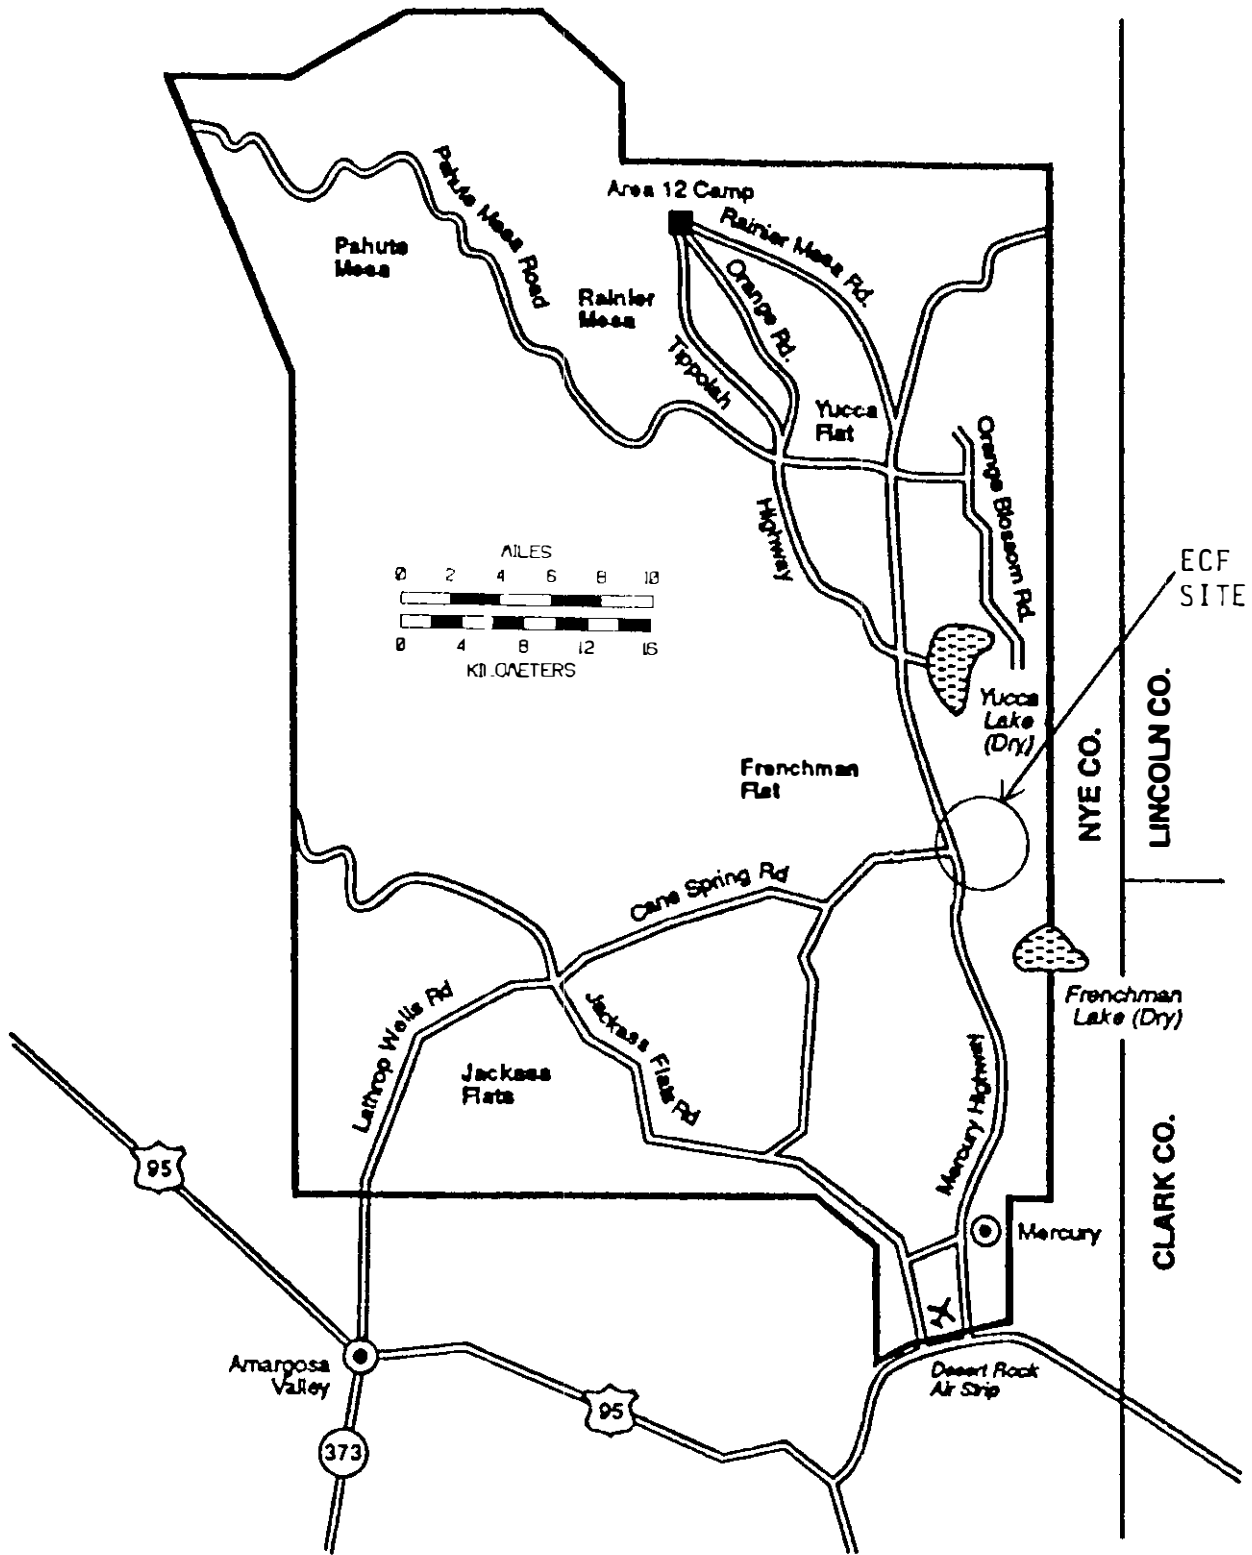 Area 12 Camp
Pahute Mesa Road
Rainier Mesa Rd.
Pahute
Mesa
Orange Rd.
Rainier
Mesa
Tippolah
Highway
Yucca
Flat
Orange Blossom Rd.
MILES
0 2 4 6 8 10
0 4 8 12 16
KILOMETERS
ECF
SITE
Yucca
Lake
(Dry)
Frenchman
Flat
NYE CO.
LINCOLN CO.
Cane Spring Rd
Frenchman
Lake (Dry)
Lathrop Wells Rd
Jackass Flats Rd
Jackass
Flats
Mercury Highway
CLARK CO.
95
Mercury
Amargosa
Valley
Desert Rock
Air Strip
95
373